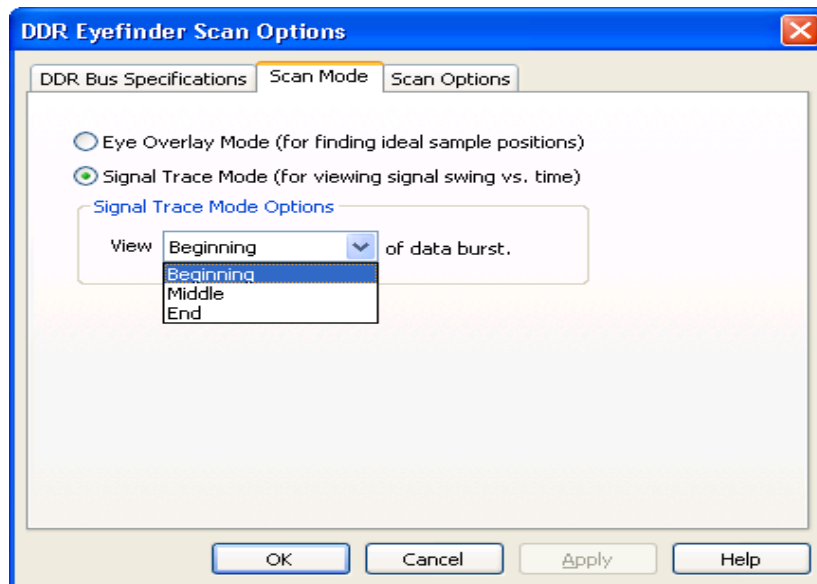 DDR Eyefinder Scan Options
DDR Bus Specifications Scan Mode Scan Options
Eye Overlay Mode (for finding ideal sample positions)
Signal Trace Mode (for viewing signal swing vs. time)
Signal Trace Mode Options
View Beginning of data burst.
Beginning
Middle
End
OK Cancel Apply Help